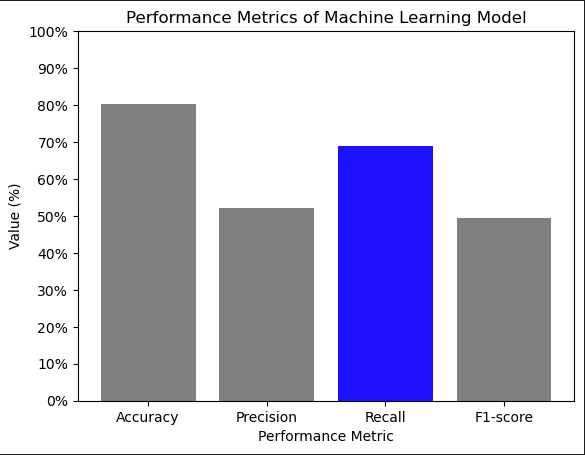 Performance Metrics of Machine Learning Model
100%
90%
80%
70%
60%
50%
40%
30%
20%
10%
0%
Value (%)
Accuracy Precision Recall F1-score
Performance Metric